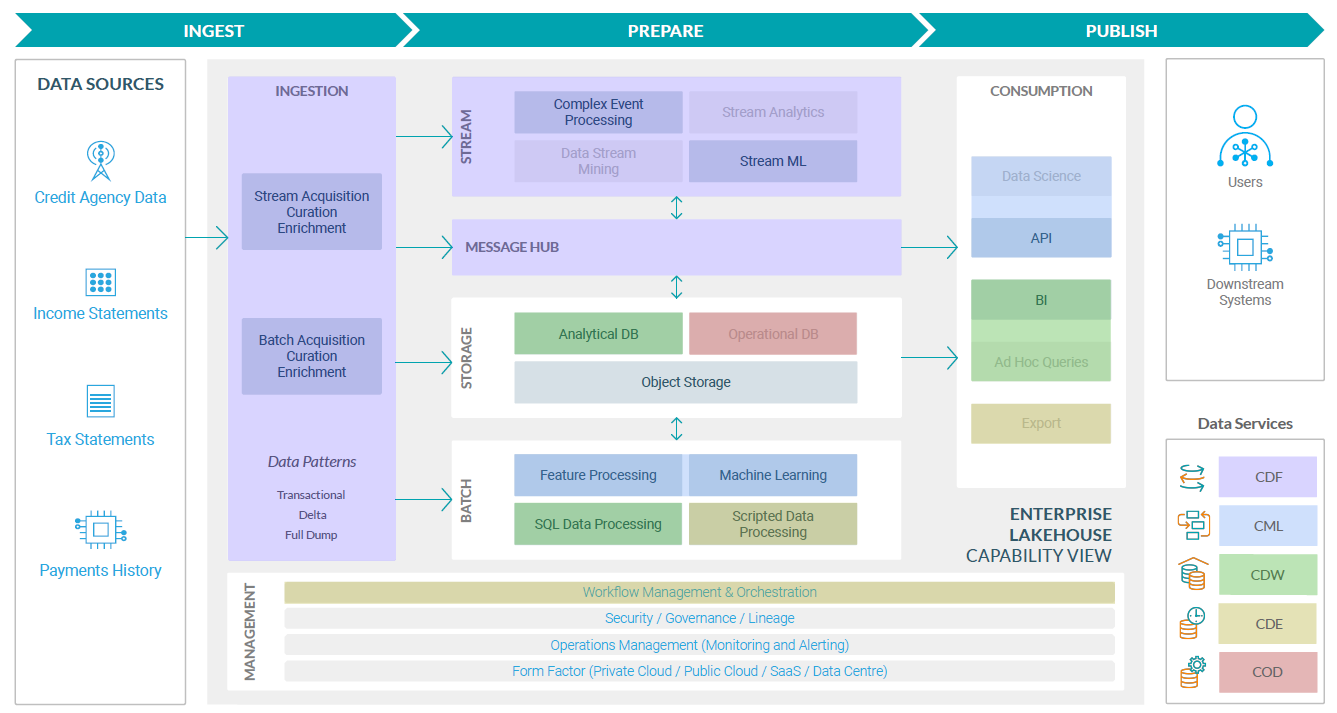 INGEST
PREPARE
PUBLISH
DATA SOURCES
Credit Agency Data
Income Statements
Tax Statements
Payments History
INGESTION
Stream Acquisition
Curation
Enrichment
Batch Acquisition
Curation
Enrichment
Data Patterns
Transactional
Delta
Full Dump
STREAM
Complex Event
Processing
Stream Analytics
Data Stream
Mining
Stream ML
MESSAGE HUB
STORAGE
Analytical DB
Operational DB
Object Storage
BATCH
Feature Processing
Machine Learning
SQL Data Processing
Scripted Data
Processing
CONSUMPTION
Data Science
API
BI
Ad Hoc Queries
Export
ENTERPRISE
LAKEHOUSE
CAPABILITY VIEW
MANAGEMENT
Workflow Management & Orchestration
Security / Governance / Lineage
Operations Management (Monitoring and Alerting)
Form Factor (Private Cloud / Public Cloud / SaaS / Data Centre)
Users
Downstream
Systems
Data Services
CDF
CML
CDW
CDE
COD